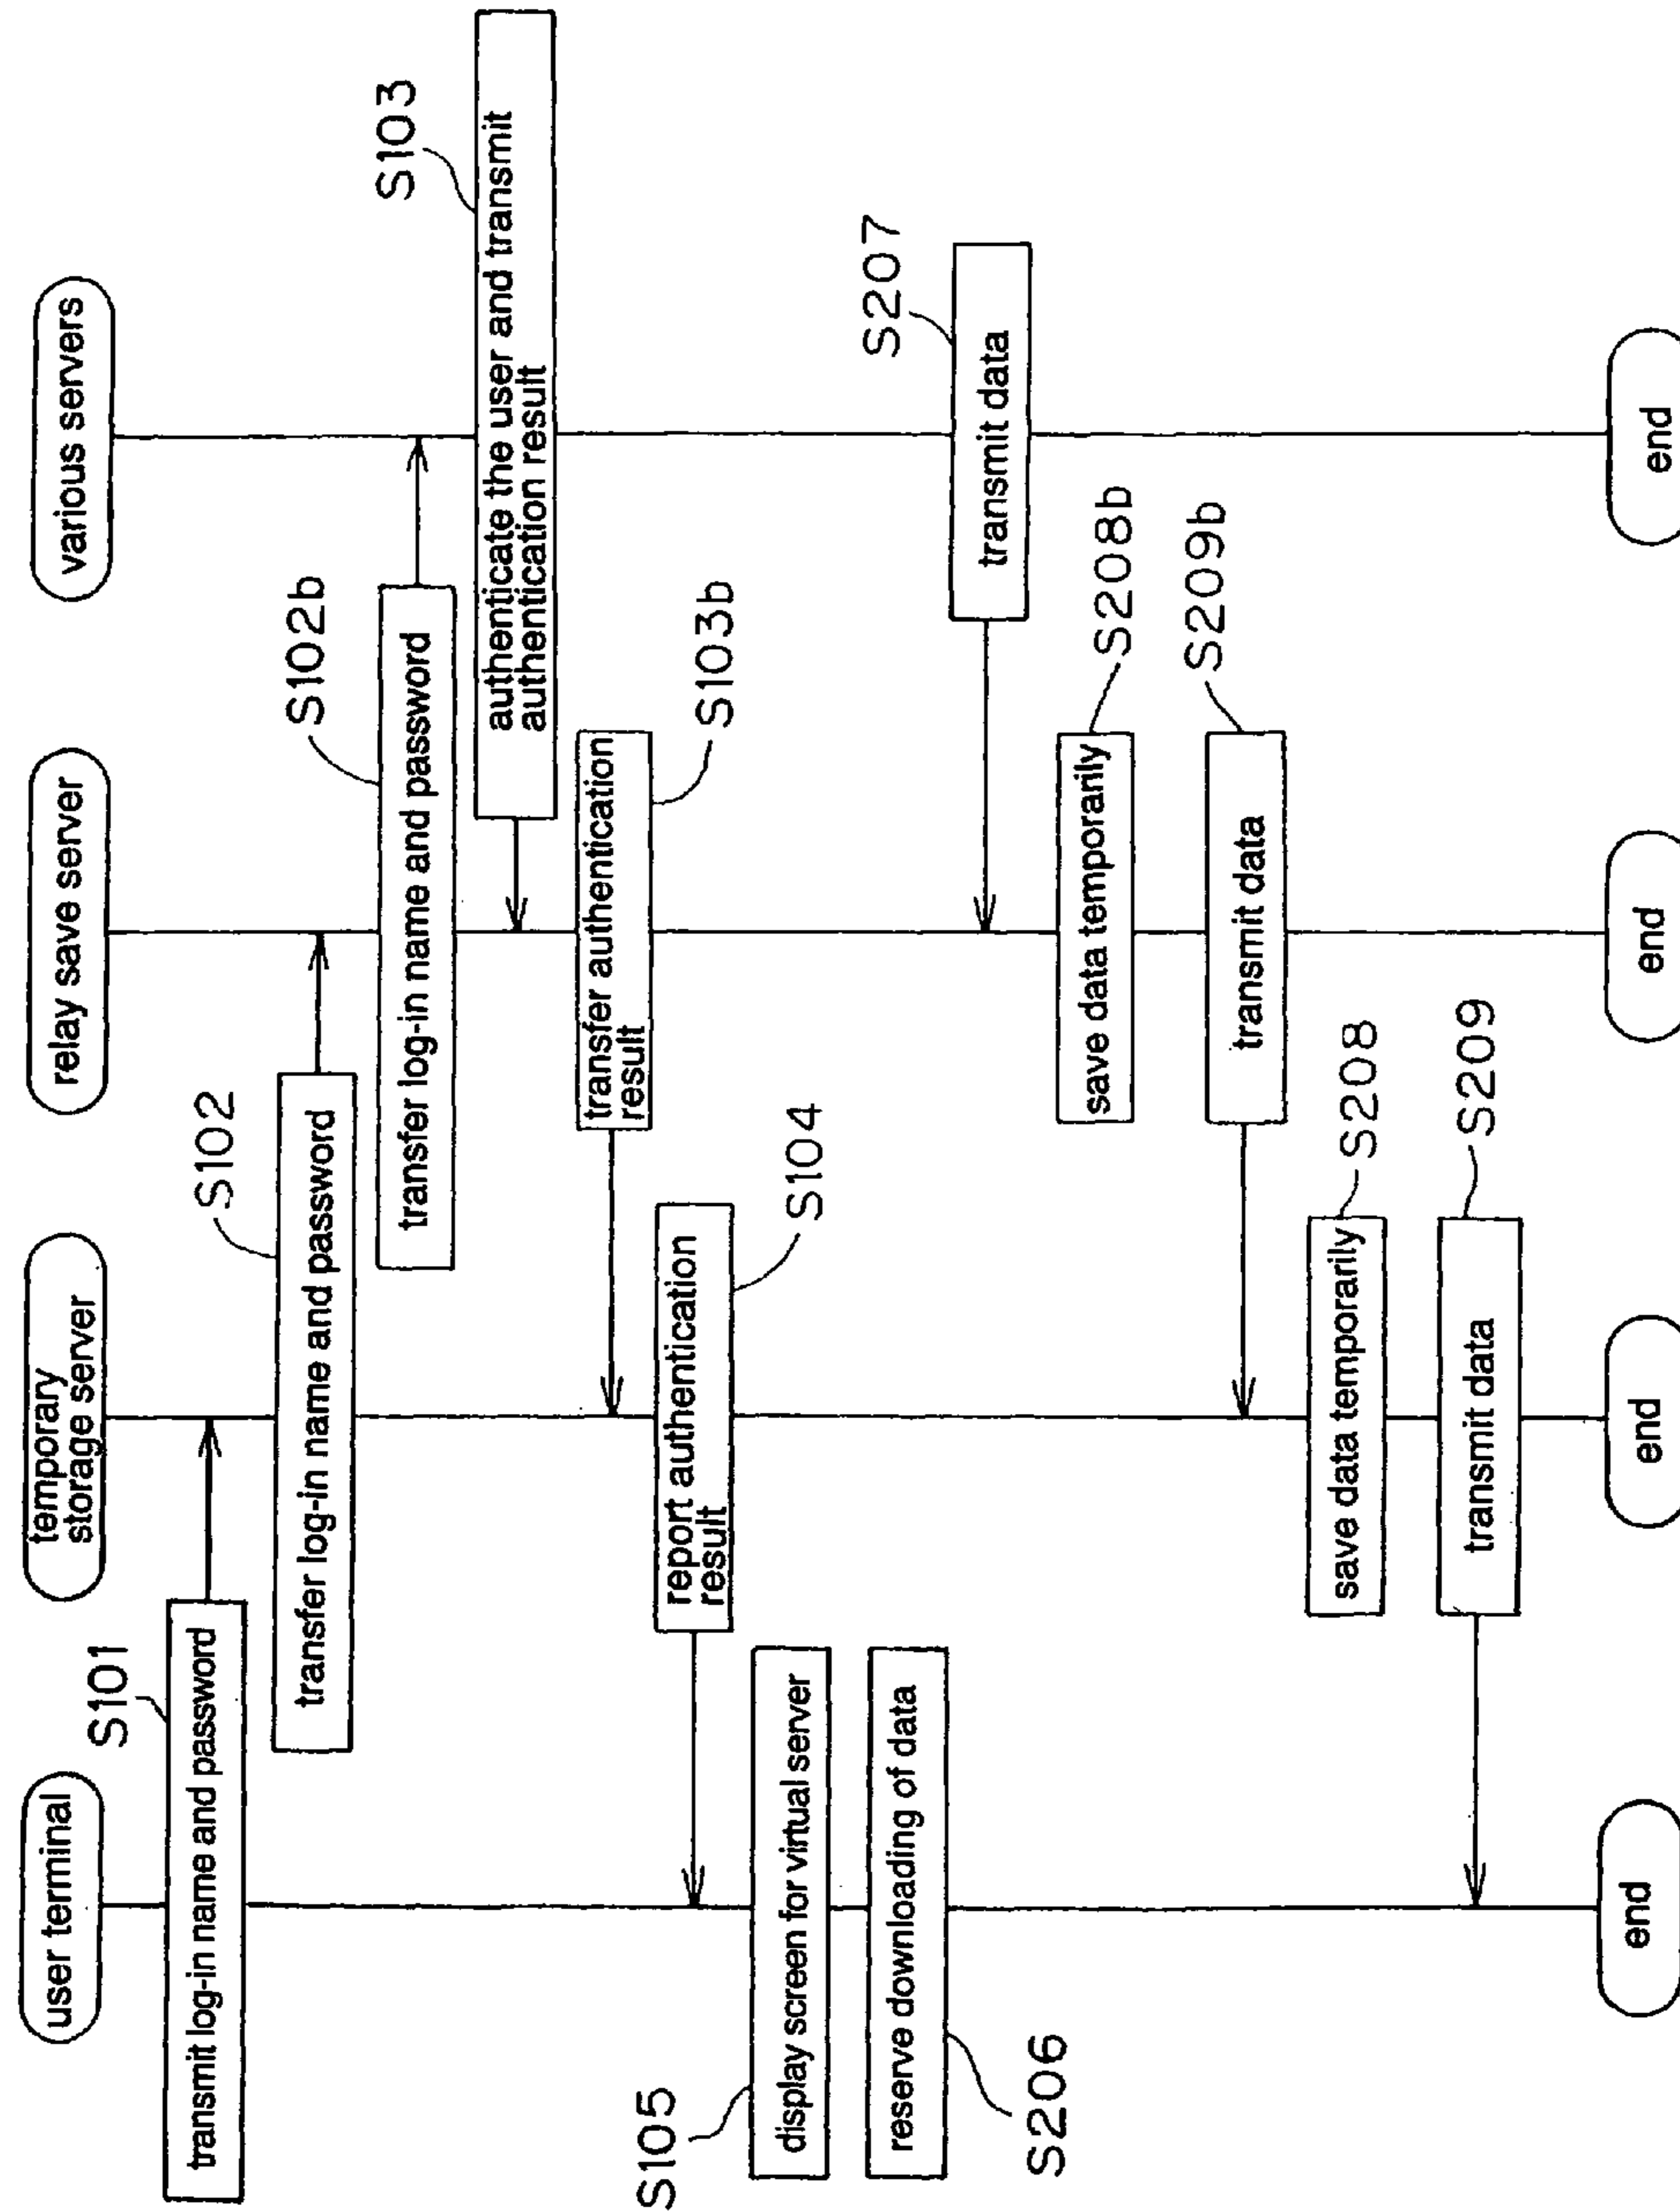 user terminal
temporary
storage server
relay save server
various servers
S101
transmit log-in name and password
S102
transfer log-in name and password
S102b
transfer log-in name and password
S103
authenticate the user and transmit
authentication result
S103b
transfer authentication
result
S104
report authentication
result
S105
display screen for virtual server
S206
reserve downloading of data
S207
transmit data
S208b
save data temporarily
S209b
transmit data
S208
save data temporarily
S209
transmit data
end
end
end
end